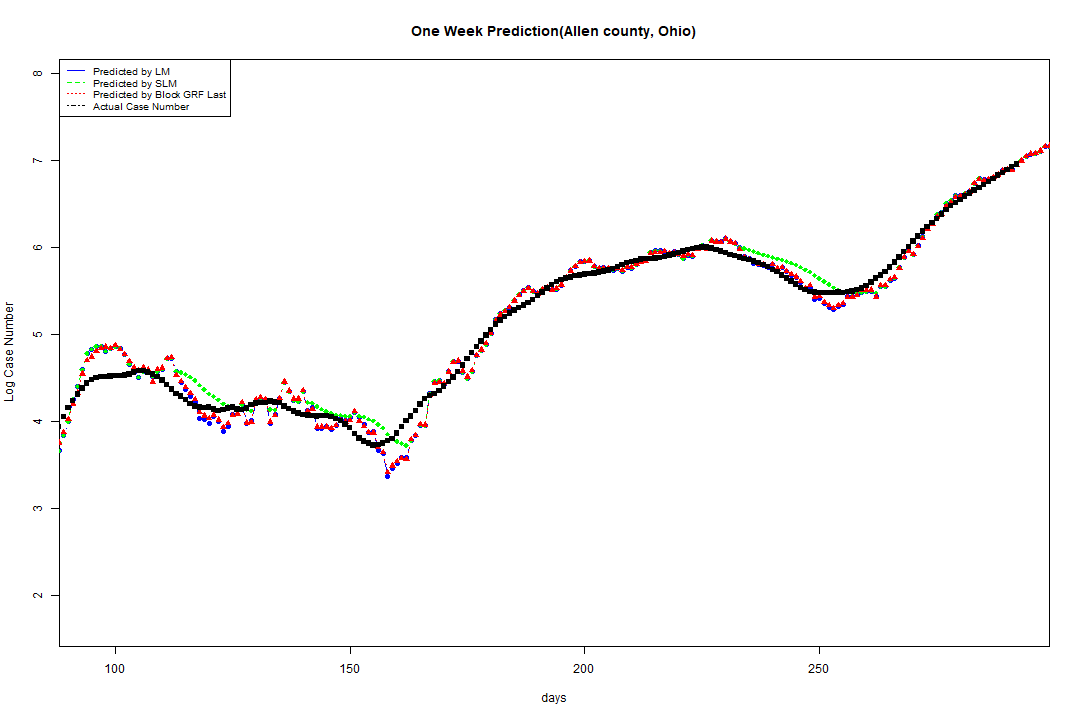 One Week Prediction(Allen county, Ohio)
Predicted by LM
Predicted by SLM
Predicted by Block GRF Last
Actual Case Number
8
7
6
5
4
3
2
Log Case Number
100 150 200 250
days